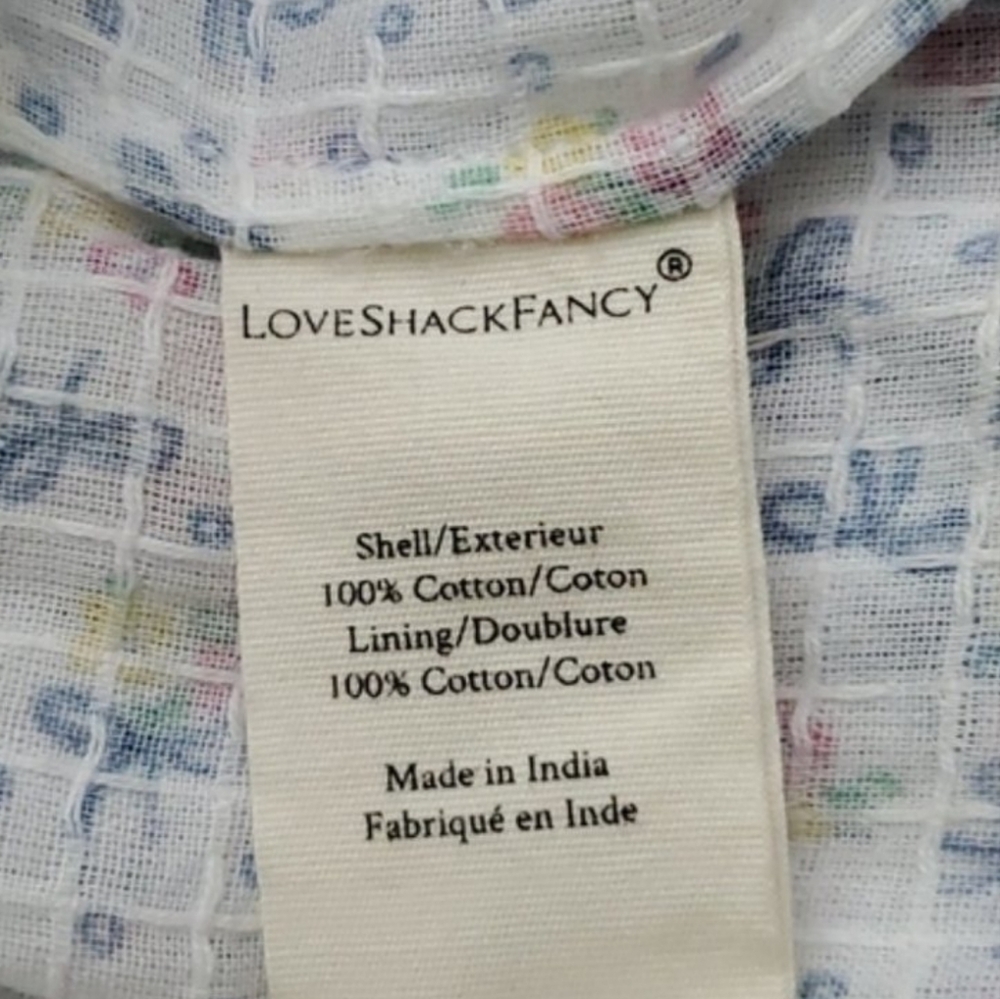 LOVESHACKFANCY®
Shell/Exterieur
100% Cotton/Coton
Lining/Doublure
100% Cotton/Coton
Made in India
Fabriqué en Inde